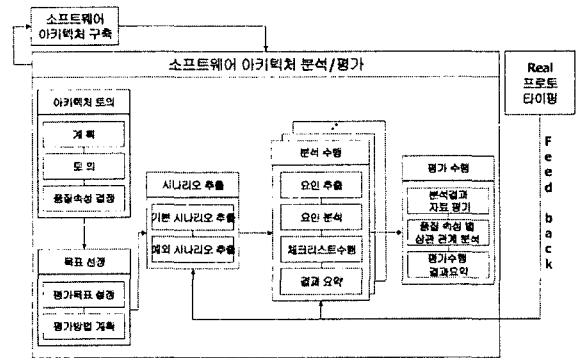 소프트웨어
아키텍처 구축
소프트웨어 아키텍처 분석/평가
Real
프로토
타이핑
아키텍처 토의
계 획
토 의
품질속성 결정
목표 선정
평가목표 설정
평가방법 계획
시나리오 추출
기본 시나리오 추출
예외 시나리오 추출
분석 수행
요인 추출
요인 분석
체크리스트수행
결과 요약
평가 수행
분석결과
자료 평가
품질 속성 별
상관 관계 분석
평가수행
결과요약
Feed back